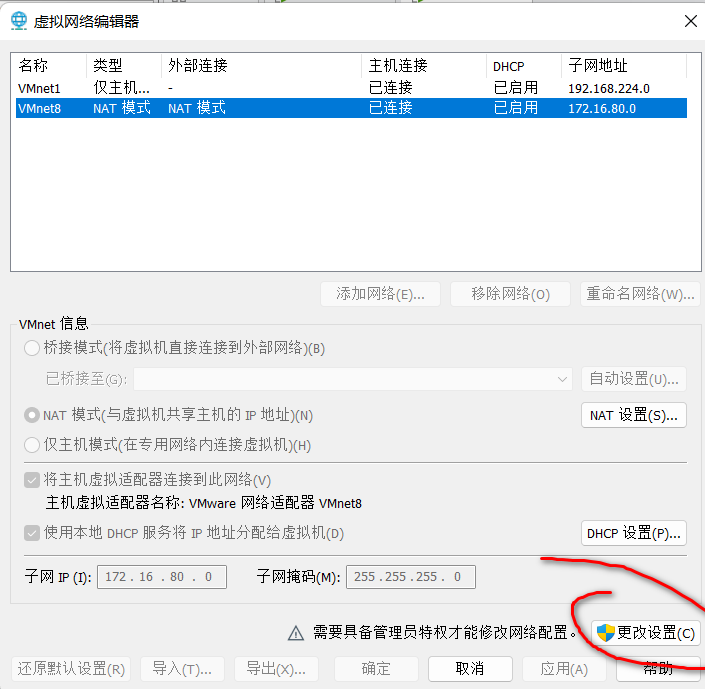 虚拟网络编辑器
名称 类型 外部连接 主机连接 DHCP 子网地址
VMnet1 仅主机... - 已连接 已启用 192.168.224.0
VMnet8 NAT 模式 NAT 模式 已连接 已启用 172.16.80.0
添加网络(E)... 移除网络(O) 重命名网络(W)...
VMnet 信息
桥接模式(将虚拟机直接连接到外部网络)(B)
已桥接至(G): 自动设置(U)...
NAT 模式(与虚拟机共享主机的 IP 地址)(N) NAT 设置(S)...
仅主机模式(在专用网络内连接虚拟机)(H)
将主机虚拟适配器连接到此网络(V)
主机虚拟适配器名称: VMware 网络适配器 VMnet8
使用本地 DHCP 服务将 IP 地址分配给虚拟机(D) DHCP 设置(P)...
子网 IP (I): 172 . 16 . 80 . 0 子网掩码(M): 255 . 255 . 255 . 0
需要具备管理员特权才能修改网络配置。 更改设置(C)
还原默认设置(R) 导入(T)... 导出(X)... 确定 取消 应用(A) 帮助